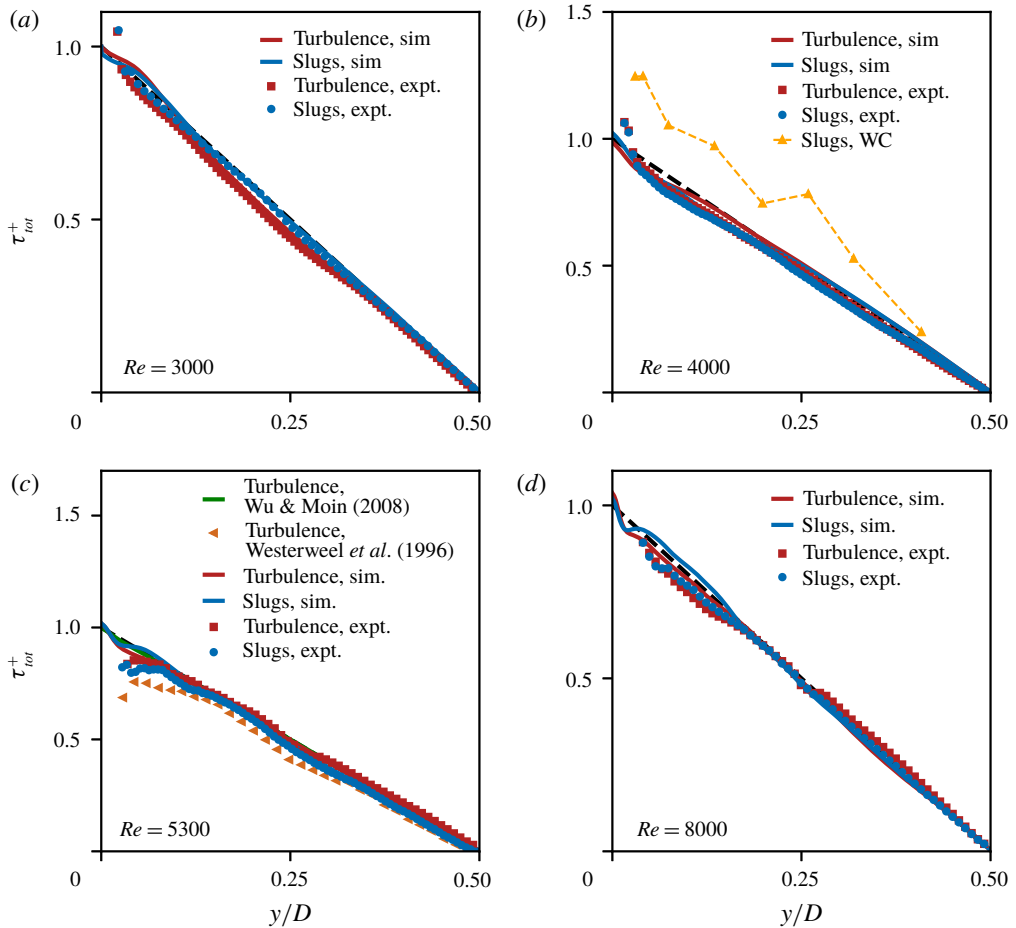 (a)
1.0
0.5
τ+tot
Turbulence, sim
Slugs, sim
Turbulence, expt.
Slugs, expt.
Re = 3000
0
0.25
0.50
(b)
1.5
1.0
0.5
0
Turbulence, sim
Slugs, sim
Turbulence, expt.
Slugs, expt.
Slugs, WC
Re = 4000
0
0.25
0.50
(c)
1.5
1.0
0.5
τ+tot
Turbulence,
Wu & Moin (2008)
Turbulence,
Westerweel et al. (1996)
Turbulence, sim.
Slugs, sim.
Turbulence, expt.
Slugs, expt.
Re = 5300
0
0.25
0.50
y/D
(d)
1.0
0.5
Turbulence, sim.
Slugs, sim.
Turbulence, expt.
Slugs, expt.
Re = 8000
0
0.25
0.50
y/D